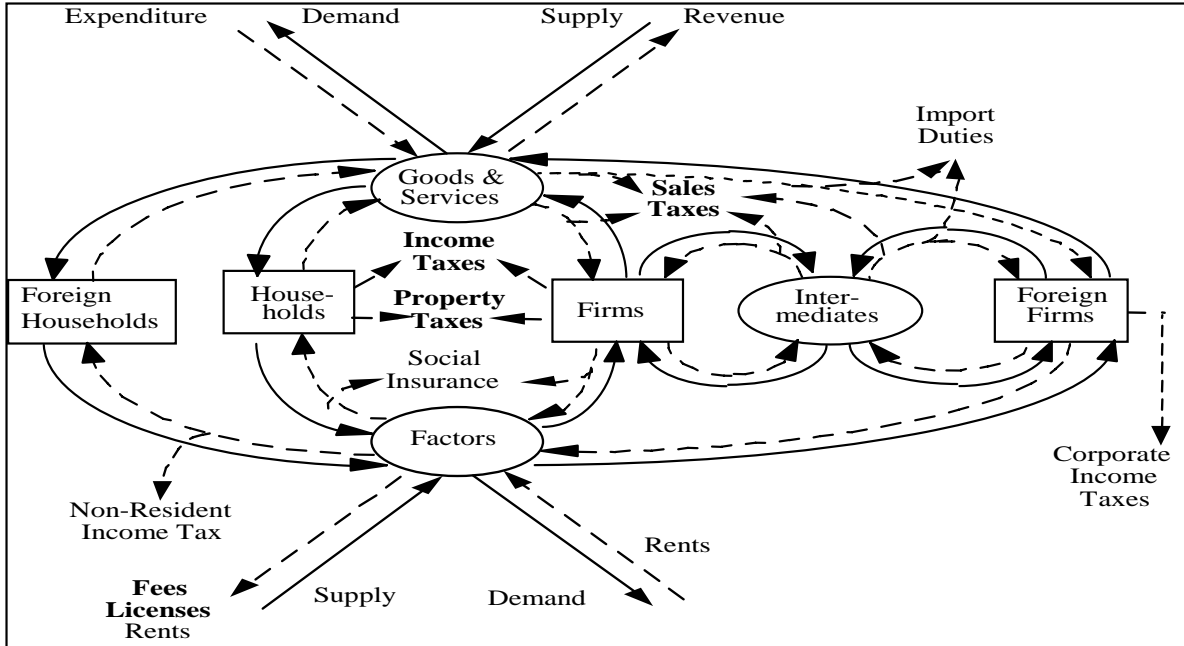 Expenditure
Demand
Supply
Revenue
Import
Duties
Goods &
Services
Sales
Taxes
Income
Taxes
Foreign
Households
House-
holds
Property
Taxes
Firms
Inter-
mediates
Foreign
Firms
Social
Insurance
Factors
Corporate
Income
Taxes
Non-Resident
Income Tax
Rents
Fees
Licenses
Rents
Supply
Demand